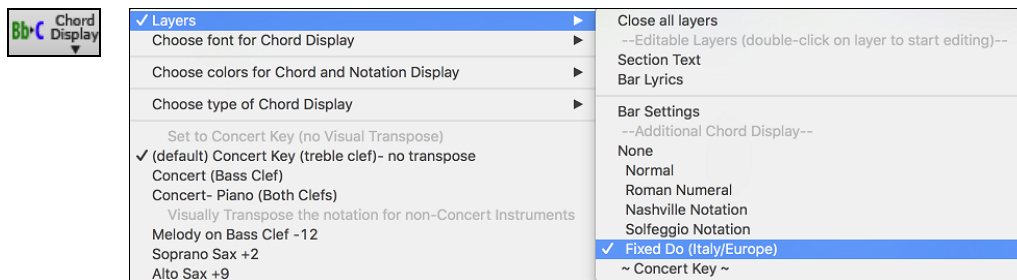 Bb▸C Chord
Display
▼
✓ Layers ▶
Choose font for Chord Display ▶
Choose colors for Chord and Notation Display ▶
Choose type of Chord Display ▶
Set to Concert Key (no Visual Transpose)
✓ (default) Concert Key (treble clef)- no transpose
Concert (Bass Clef)
Concert- Piano (Both Clefs)
Visually Transpose the notation for non-Concert Instruments
Melody on Bass Clef -12
Soprano Sax +2
Alto Sax +9
Close all layers
--Editable Layers (double-click on layer to start editing)--
Section Text
Bar Lyrics
Bar Settings
--Additional Chord Display--
None
Normal
Roman Numeral
Nashville Notation
Solfeggio Notation
✓ Fixed Do (Italy/Europe)
~ Concert Key ~